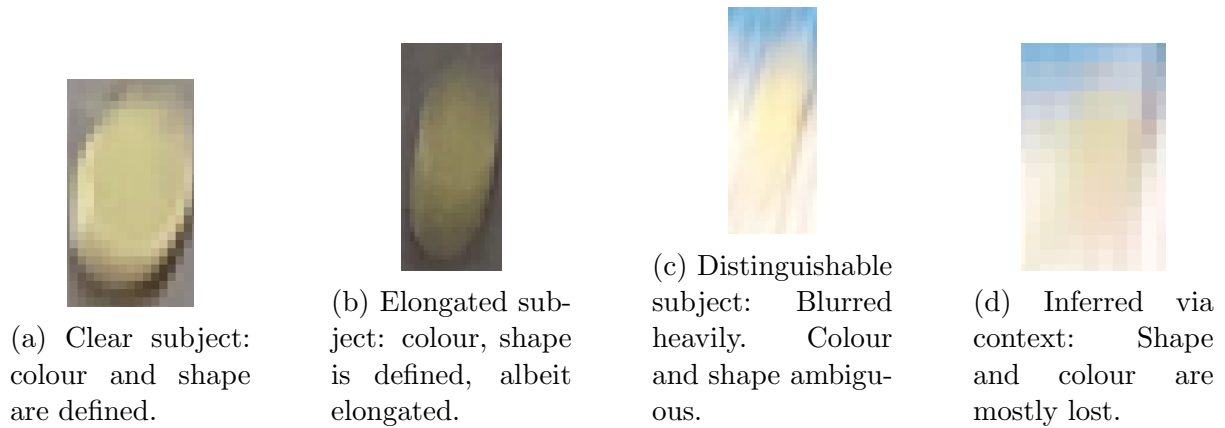 (a) Clear subject:
colour and shape
are defined.
(b) Elongated sub-
ject: colour, shape
is defined, albeit
elongated.
(c) Distinguishable
subject: Blurred
heavily. Colour
and shape ambigu-
ous.
(d) Inferred via
context: Shape
and colour are
mostly lost.